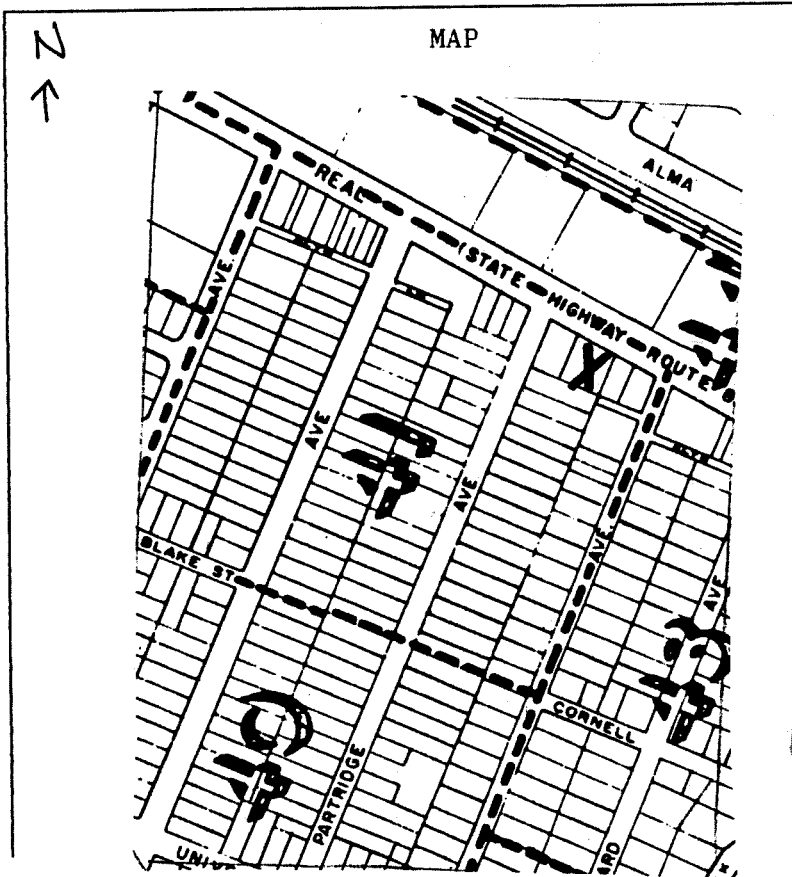 MAP
N
ALMA
REAL
(STATE HIGHWAY ROUTE
AVE.
AVE
AVE
AVE.
AVE
BLAKE ST
CORNELL
PARTRIDGE